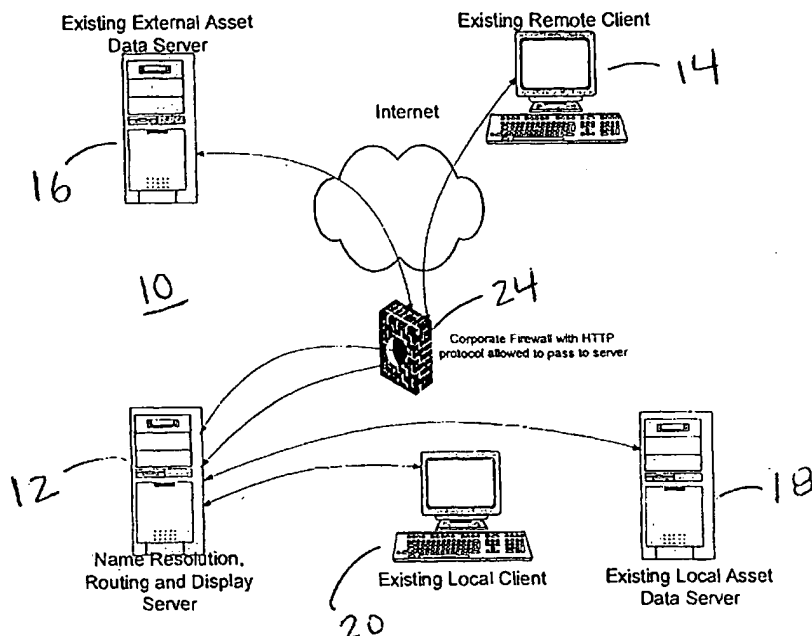 Existing External Asset
Data Server
Existing Remote Client
14
Internet
16
10
24
Corporate Firewall with HTTP
protocol allowed to pass to server
12
18
Name Resolution,
Routing and Display
Server
Existing Local Client
20
Existing Local Asset
Data Server